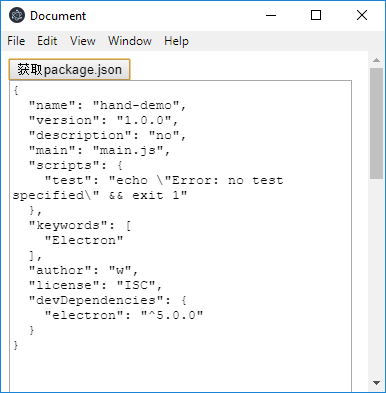 Document
File Edit View Window Help
获取package.json
{
  "name": "hand-demo",
  "version": "1.0.0",
  "description": "no",
  "main": "main.js",
  "scripts": {
    "test": "echo \"Error: no test
specified\" && exit 1"
  },
  "keywords": [
    "Electron"
  ],
  "author": "w",
  "license": "ISC",
  "devDependencies": {
    "electron": "^5.0.0"
  }
}